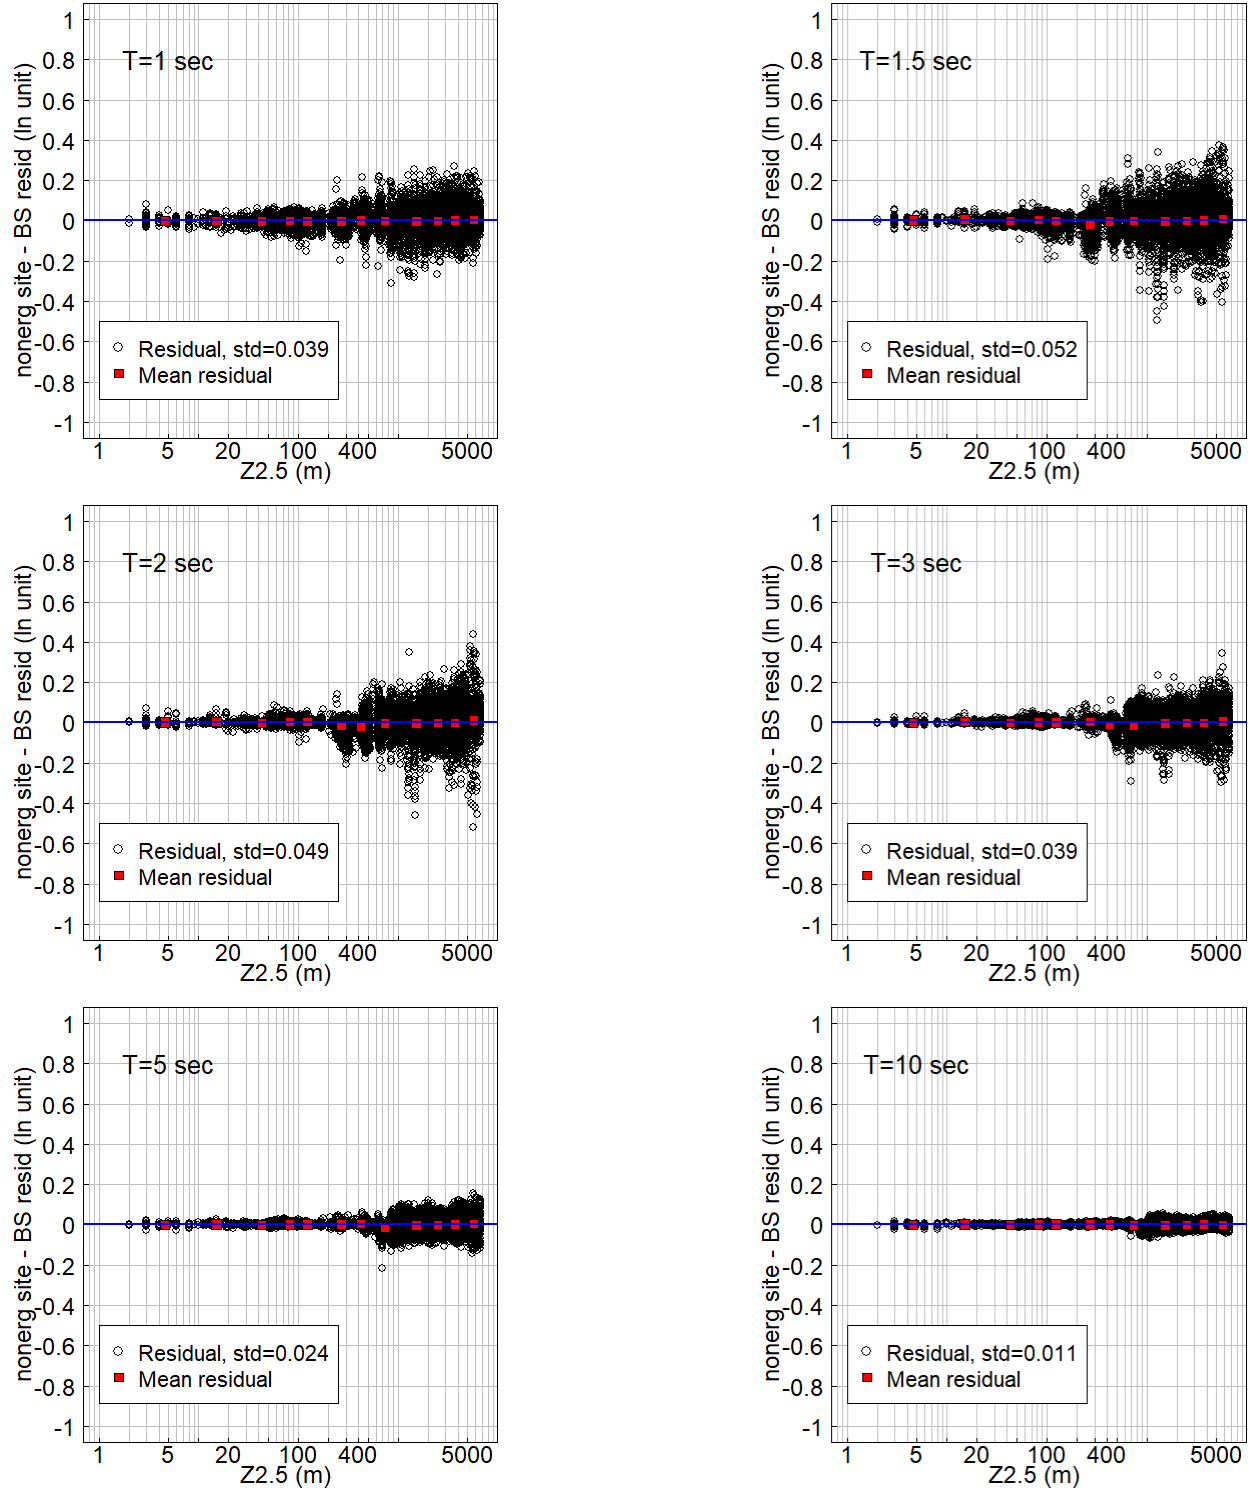 nonerg site - BS resid (ln unit)
1
0.8
0.6
0.4
0.2
0
-0.2
-0.4
-0.6
-0.8
-1
T=1 sec
Residual, std=0.039
Mean residual
1 5 20 100 400 5000
Z2.5 (m)
nonerg site - BS resid (ln unit)
1
0.8
0.6
0.4
0.2
0
-0.2
-0.4
-0.6
-0.8
-1
T=1.5 sec
Residual, std=0.052
Mean residual
1 5 20 100 400 5000
Z2.5 (m)
nonerg site - BS resid (ln unit)
1
0.8
0.6
0.4
0.2
0
-0.2
-0.4
-0.6
-0.8
-1
T=2 sec
Residual, std=0.049
Mean residual
1 5 20 100 400 5000
Z2.5 (m)
nonerg site - BS resid (ln unit)
1
0.8
0.6
0.4
0.2
0
-0.2
-0.4
-0.6
-0.8
-1
T=3 sec
Residual, std=0.039
Mean residual
1 5 20 100 400 5000
Z2.5 (m)
nonerg site - BS resid (ln unit)
1
0.8
0.6
0.4
0.2
0
-0.2
-0.4
-0.6
-0.8
-1
T=5 sec
Residual, std=0.024
Mean residual
1 5 20 100 400 5000
Z2.5 (m)
nonerg site - BS resid (ln unit)
1
0.8
0.6
0.4
0.2
0
-0.2
-0.4
-0.6
-0.8
-1
T=10 sec
Residual, std=0.011
Mean residual
1 5 20 100 400 5000
Z2.5 (m)